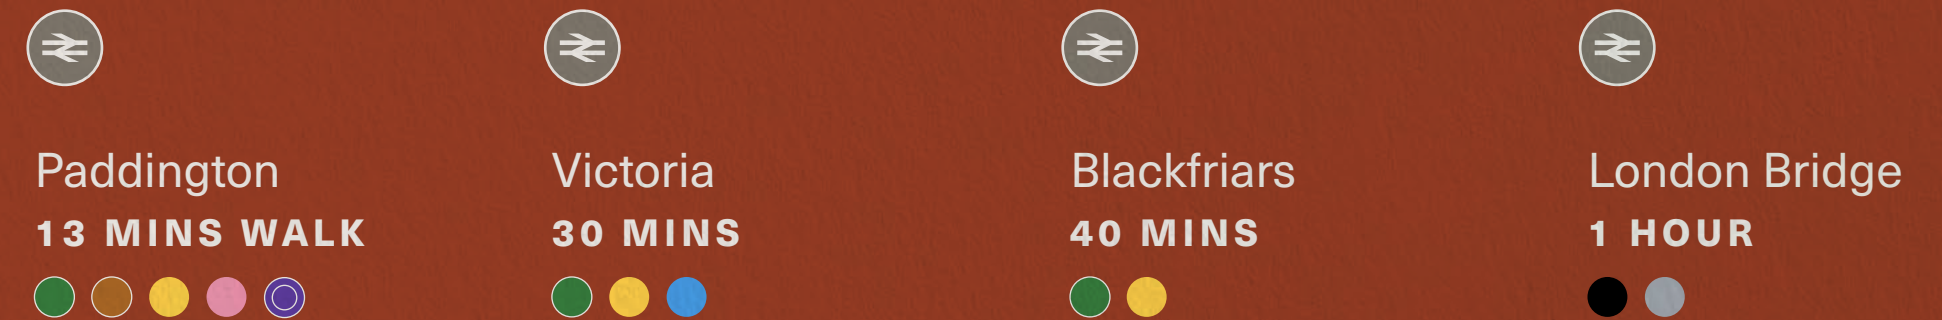 Paddington
13 MINS WALK
Victoria
30 MINS
Blackfriars
40 MINS
London Bridge
1 HOUR